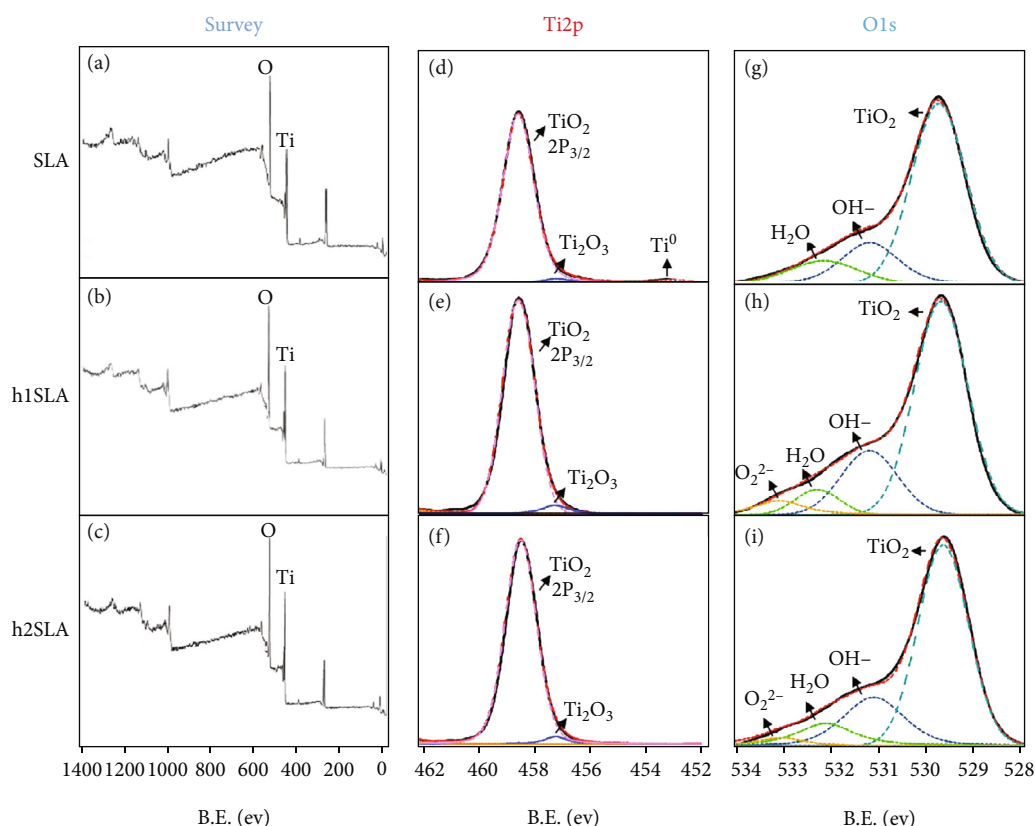 Survey
Ti2p
O1s
SLA
(a)
O
Ti
(d)
TiO₂
2P₃/₂
Ti₂O₃
Ti⁰
(g)
TiO₂
OH–
H₂O
h1SLA
(b)
O
Ti
(e)
TiO₂
2P₃/₂
Ti₂O₃
(h)
TiO₂
OH–
H₂O
O₂²⁻
h2SLA
(c)
O
Ti
(f)
TiO₂
2P₃/₂
Ti₂O₃
(i)
TiO₂
OH–
H₂O
O₂²⁻
1400 1200 1000 800 600 400 200 0
462 460 458 457 456 454 452
534 533 532 531 530 529 528
B.E. (ev)
B.E. (ev)
B.E. (ev)